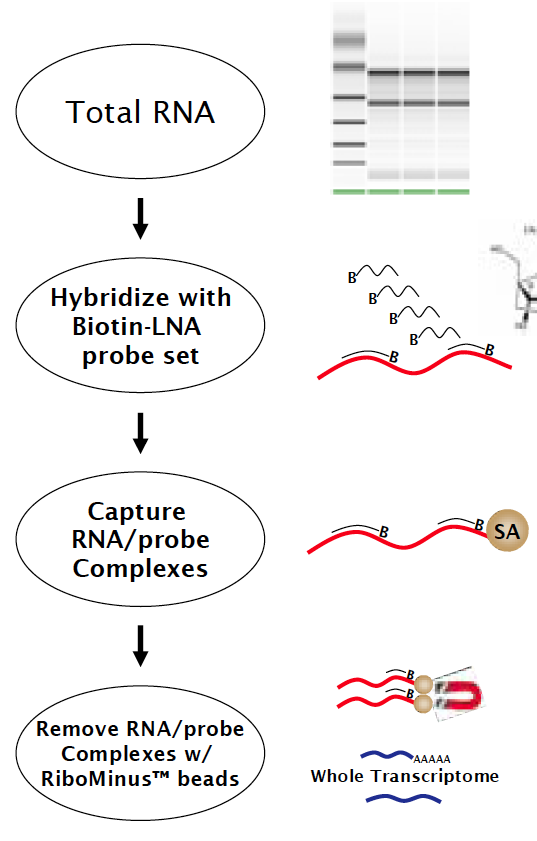 Total RNA
Hybridize with
Biotin-LNA
probe set
B
B
B
B
B
B
Capture
RNA/probe
Complexes
B
B
SA
Remove RNA/probe
Complexes w/
RiboMinus™ beads
B
B
AAAAA
Whole Transcriptome